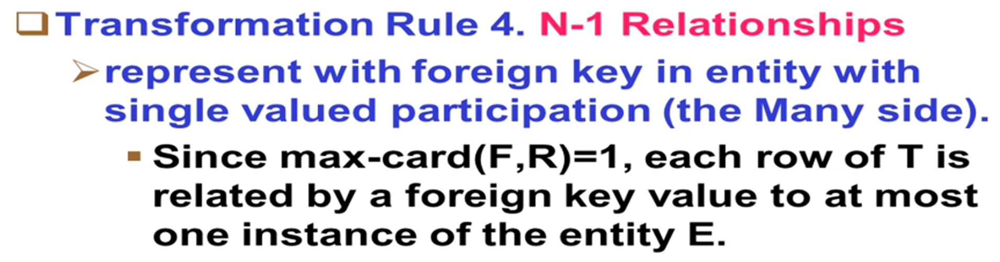 Transformation Rule 4. N-1 Relationships
represent with foreign key in entity with
single valued participation (the Many side).
Since max-card(F,R)=1, each row of T is
related by a foreign key value to at most
one instance of the entity E.